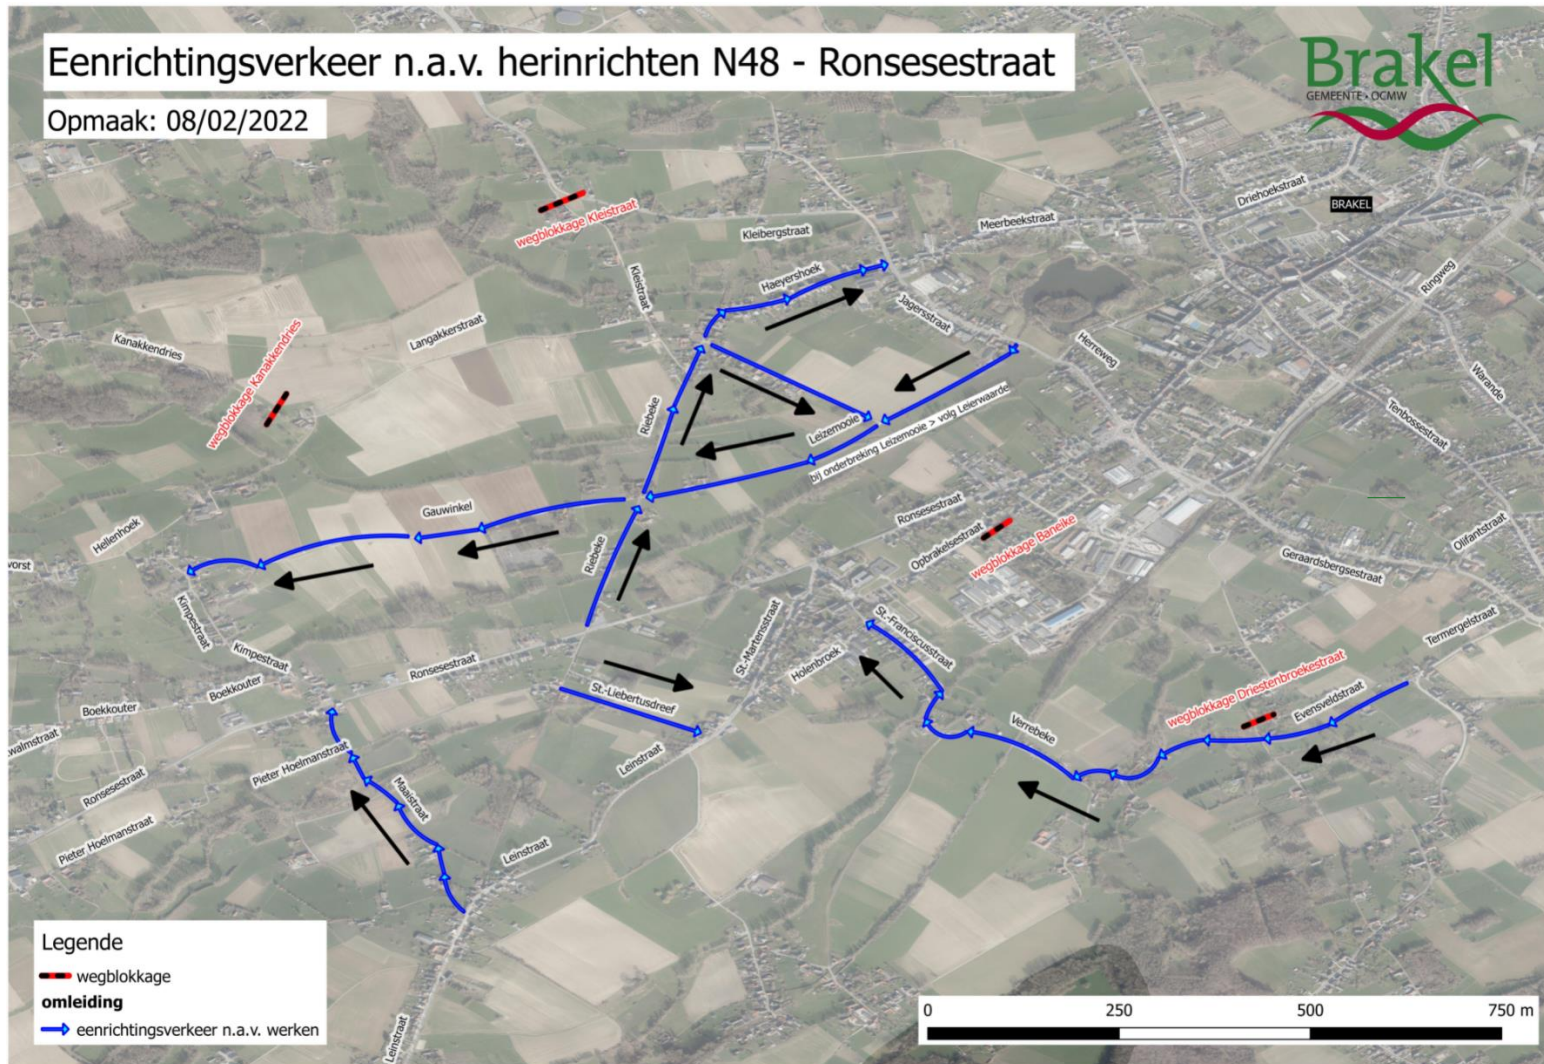 Eenrichtingsverkeer n.a.v. herinrichten N48 - Ronsesestraat
Opmaak: 08/02/2022
Brakel
GEMEENTE • OCMW
Driehoekstraat
BRAKEL
wegblokkage Kleistraat
Meerbeekstraat
Kleibergstraat
Kleistraat
Haeyershoek
Ringweg
Jagersstraat
Kanakkendries
wegblokkage Kanakkendries
Langakkerstraat
Herreweg
Warande
Tenbossestraat
Riebeke
Leizemooie
bij onderbreking Leizemooie > volg Leierwaarde
Gauwinkel
Hellenhoek
Ronsesestraat
Opbrakelsestraat
wegblokkage Baneike
Olifantstraat
Geraardsbergsestraat
vorst
Riebeke
Kimpestraat
Kimpestraat
St.-Martensstraat
St.-Franciscusstraat
Termergelstraat
Holenbroek
Ronsesestraat
Boekkouter
Boekkouter
St.-Liebertusdreef
wegblokkage Driestenbroekestraat
Evensveldstraat
Verrebeke
walmstraat
Leinstraat
Pieter Hoelmanstraat
Ronsesestraat
Maaistraat
Pieter Hoelmanstraat
Leinstraat
Leinstraat
Legende
wegblokkage
omleiding
eenrichtingsverkeer n.a.v. werken
0 250 500 750 m